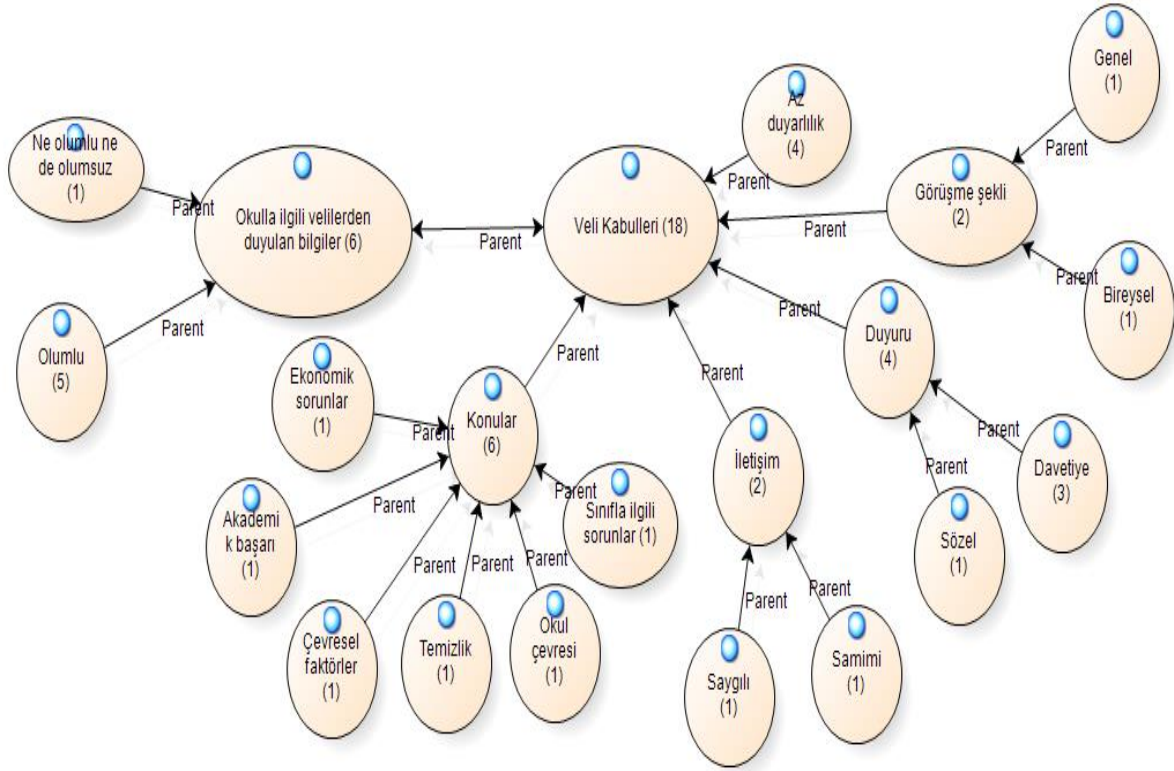 Genel
(1)
Az
duyarlılık
(4)
Parent
Ne olumlu ne
de olumsuz
(1)
Parent
Okulla ilgili velilerden
duyulan bilgiler (6)
Parent
Veli Kabulleri (18)
Parent
Parent
Görüşme şekli
(2)
Parent
Bireysel
(1)
Olumlu
(5)
Parent
Ekonomik
sorunlar
(1)
Parent
Konular
(6)
Parent
Parent
Duyuru
(4)
Parent
İletişim
(2)
Parent
Parent
Davetiye
(3)
Parent
Sözel
(1)
Akademi
k başarı
(1)
Parent
Sınıfla ilgili
sorunlar (1)
Parent
Çevresel
faktörler
(1)
Parent
Temizlik
(1)
Parent
Okul
çevresi
(1)
Parent
Saygılı
(1)
Parent
Samimi
(1)
Parent